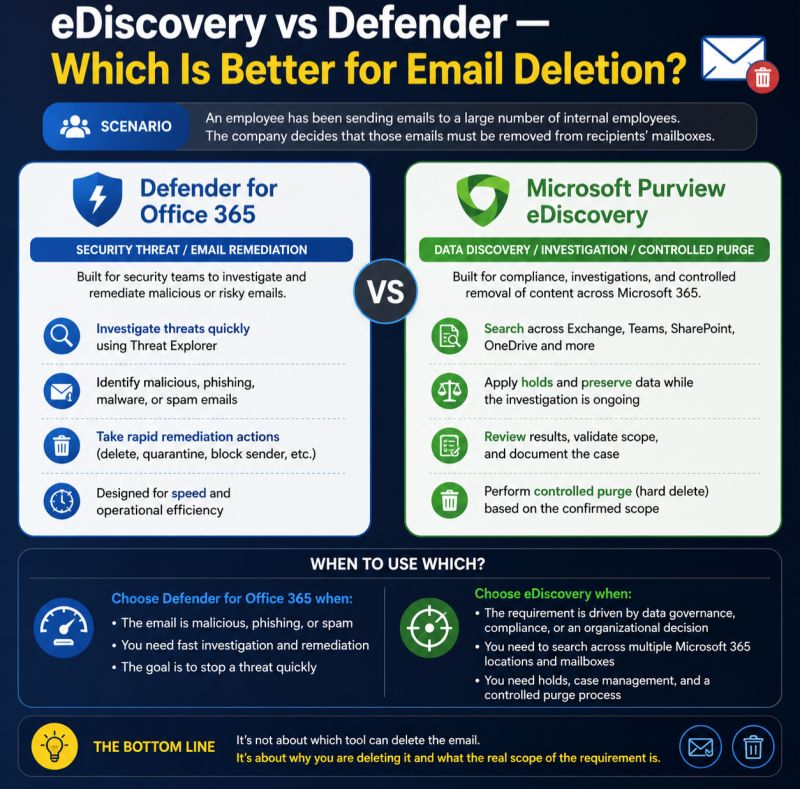 eDiscovery vs Defender —
Which Is Better for Email Deletion?
SCENARIO
An employee has been sending emails to a large number of internal employees.
The company decides that those emails must be removed from recipients' mailboxes.
Defender for
Office 365
SECURITY THREAT / EMAIL REMEDIATION
Built for security teams to investigate and
remediate malicious or risky emails.
Investigate threats quickly
using Threat Explorer
Identify malicious, phishing,
malware, or spam emails
Take rapid remediation actions
(delete, quarantine, block sender, etc.)
Designed for speed and
operational efficiency
VS
Microsoft Purview
eDiscovery
DATA DISCOVERY / INVESTIGATION / CONTROLLED PURGE
Built for compliance, investigations, and controlled
removal of content across Microsoft 365.
Search across Exchange, Teams, SharePoint,
OneDrive and more
Apply holds and preserve data while
the investigation is ongoing
Review results, validate scope,
and document the case
Perform controlled purge (hard delete)
based on the confirmed scope
WHEN TO USE WHICH?
Choose Defender for Office 365 when:
• The email is malicious, phishing, or spam
• You need fast investigation and remediation
• The goal is to stop a threat quickly
Choose eDiscovery when:
• The requirement is driven by data governance,
compliance, or an organizational decision
• You need to search across multiple Microsoft 365
locations and mailboxes
• You need holds, case management, and a
controlled purge process
THE BOTTOM LINE
It's not about which tool can delete the email.
It's about why you are deleting it and what the real scope of the requirement is.